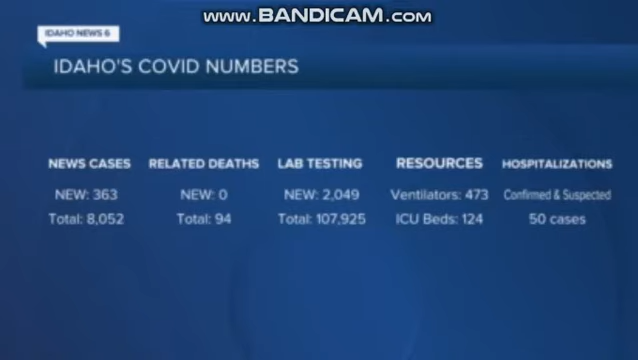 WWW.BANDICAM.COM
IDAHO NEWS 6
IDAHO'S COVID NUMBERS
NEWS CASES
NEW: 363
Total: 8,052
RELATED DEATHS
NEW: 0
Total: 94
LAB TESTING
NEW: 2,049
Total: 107,925
RESOURCES
Ventilators: 473
ICU Beds: 124
HOSPITALIZATIONS
Confirmed & Suspected
50 cases